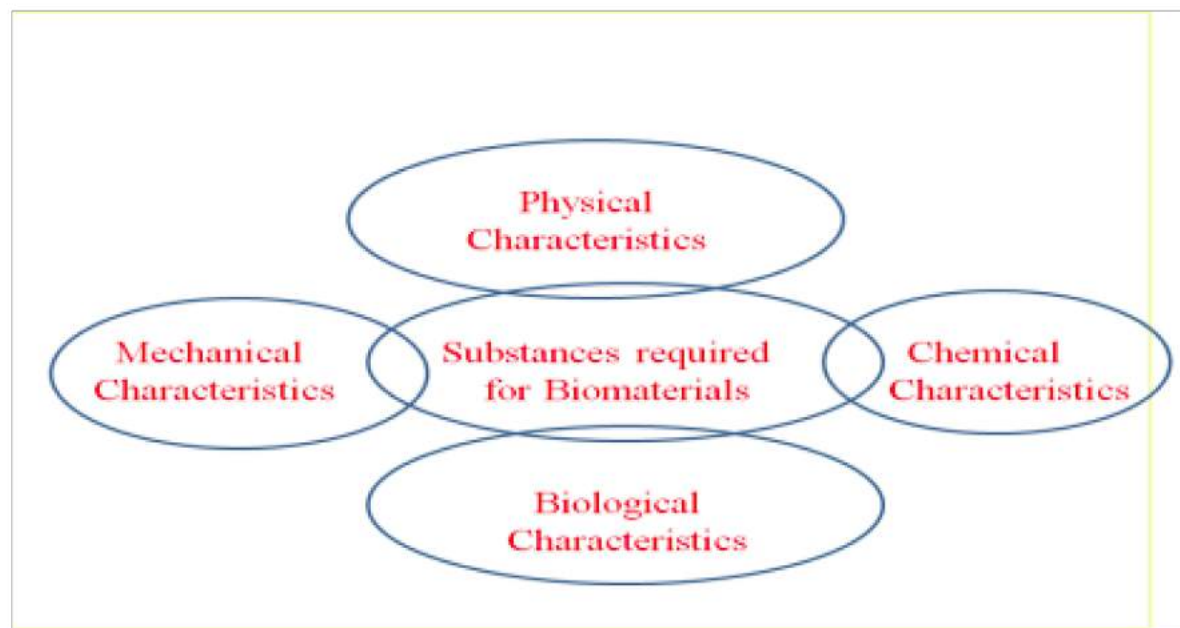 Physical
Characteristics
Mechanical
Characteristics
Substances required
for Biomaterials
Chemical
Characteristics
Biological
Characteristics